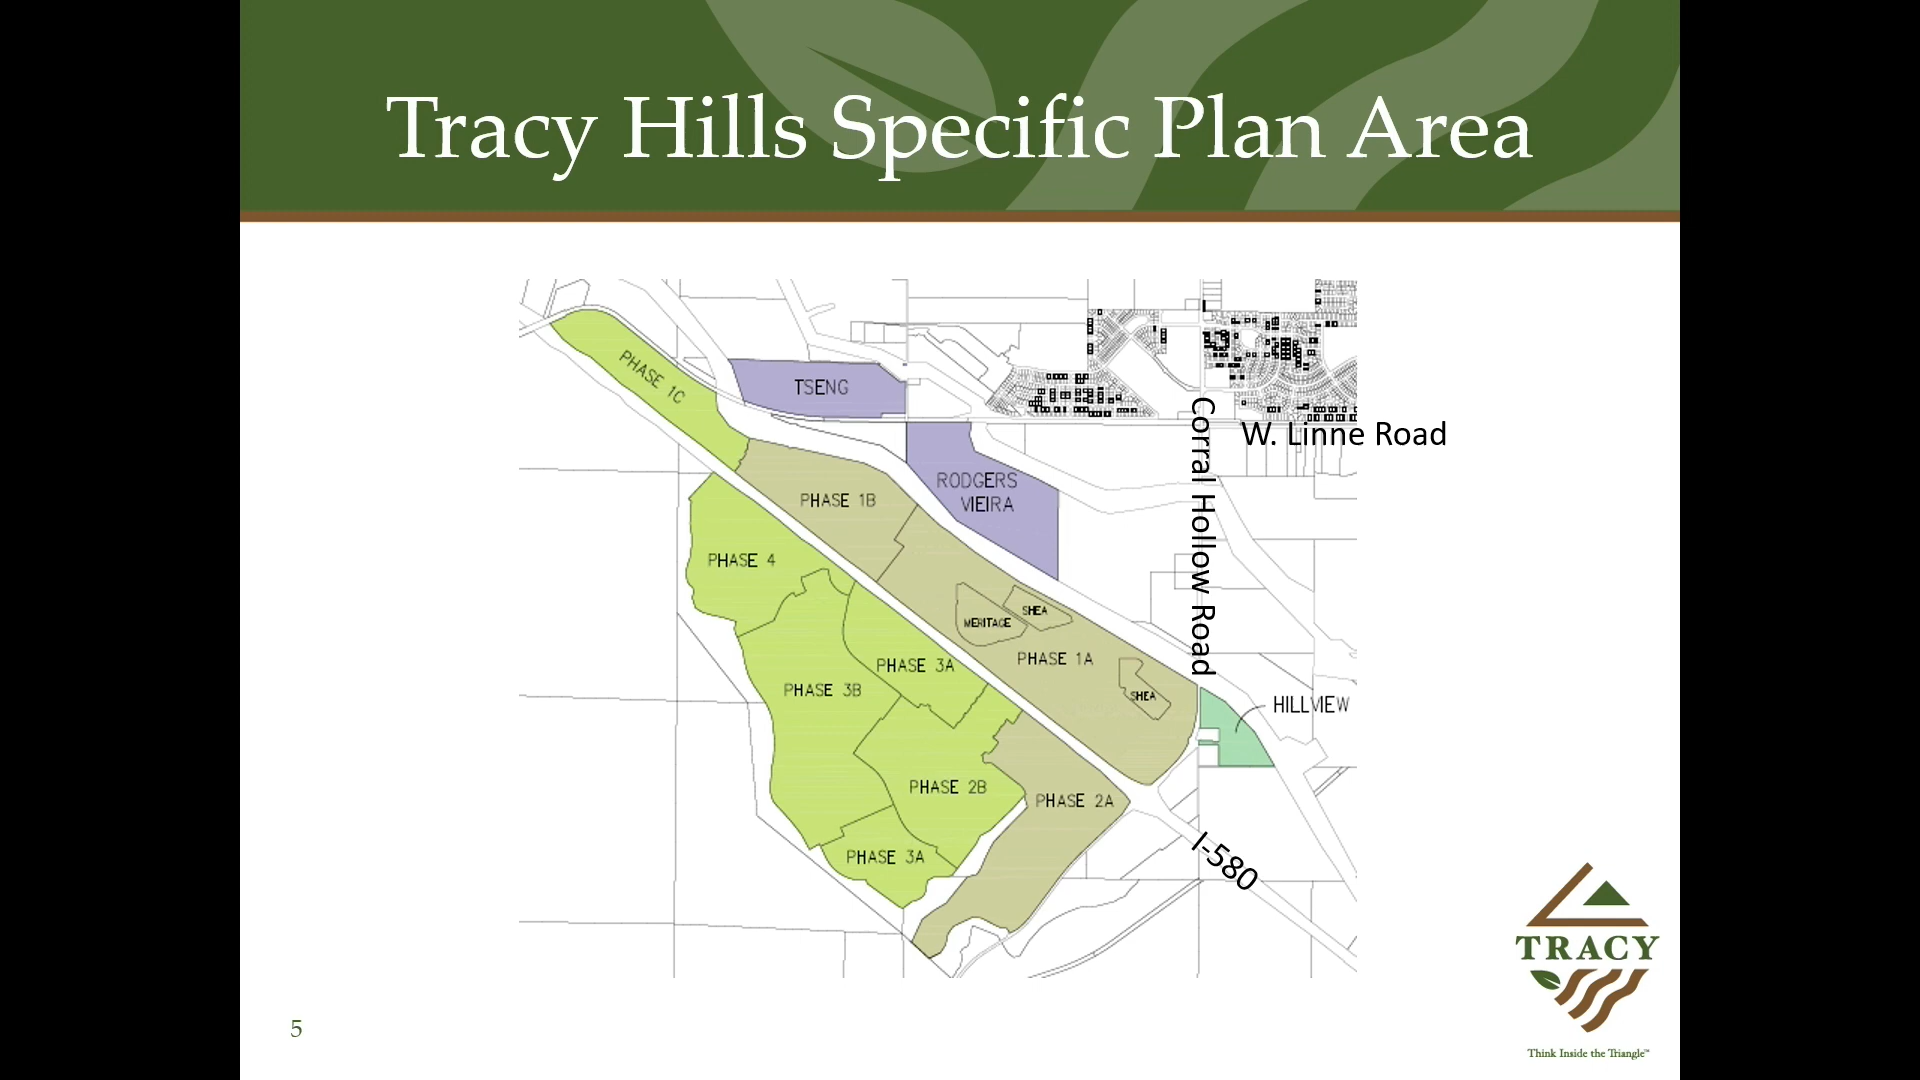 Tracy Hills Specific Plan Area
PHASE 1C
TSENG
Corral Hollow Road
W. Linne Road
RODGERS
VIEIRA
PHASE 1B
PHASE 4
SHEA
MERITAGE
PHASE 1A
PHASE 3A
PHASE 3B
SHEA
HILLVIEW
PHASE 2B
PHASE 2A
PHASE 3A
I-580
TRACY
Think Inside the Triangle™
5